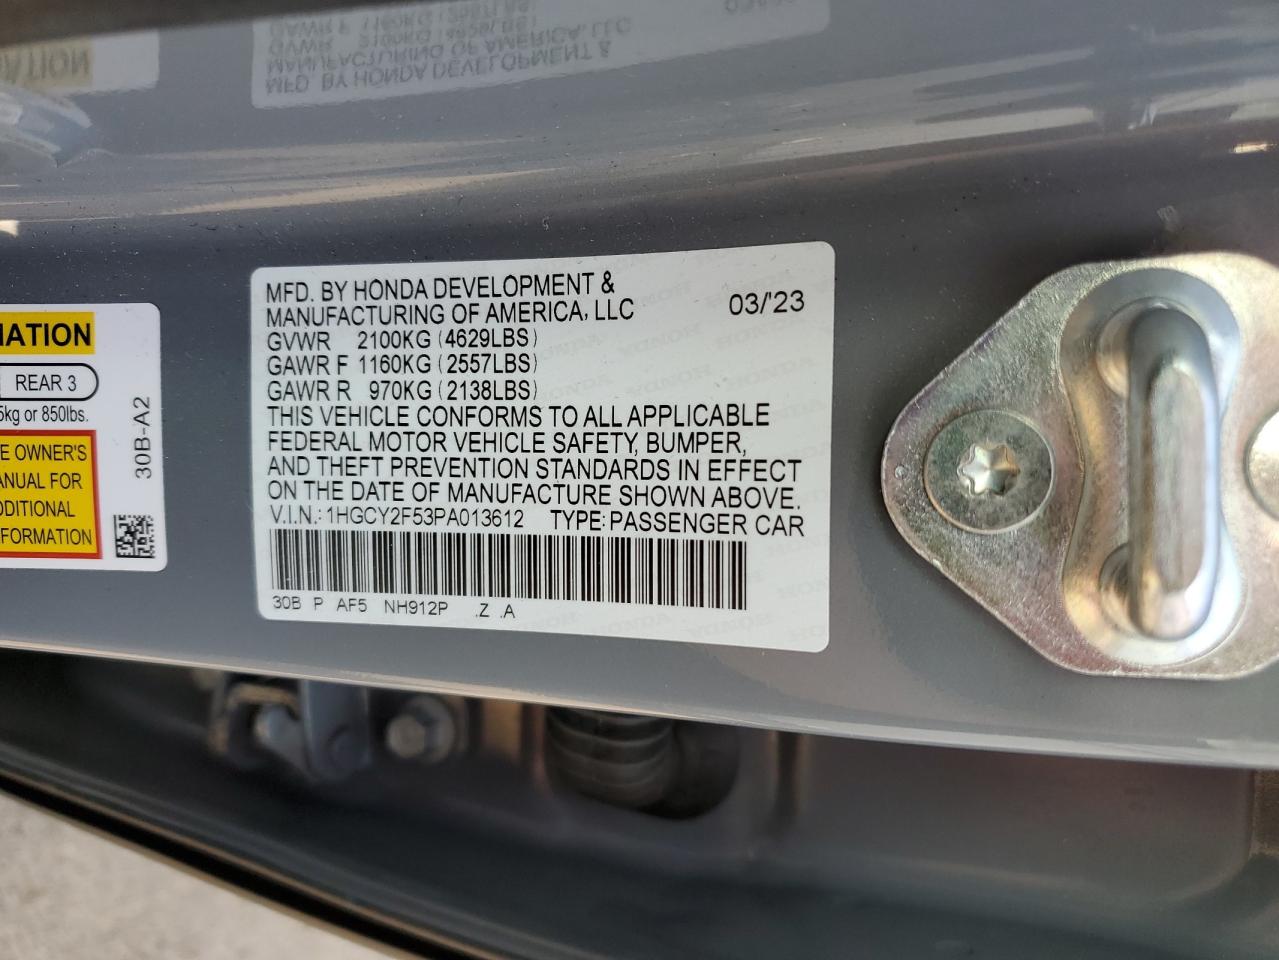 MFD. BY HONDA DEVELOPMENT &
MANUFACTURING OF AMERICA, LLC 03/'23
GVWR 2100KG (4629LBS)
GAWR F 1160KG (2557LBS)
GAWR R 970KG (2138LBS)
THIS VEHICLE CONFORMS TO ALL APPLICABLE
FEDERAL MOTOR VEHICLE SAFETY, BUMPER,
AND THEFT PREVENTION STANDARDS IN EFFECT
ON THE DATE OF MANUFACTURE SHOWN ABOVE.
V.I.N.: 1HGCY2F53PA013612 TYPE: PASSENGER CAR
30B P AF5 NH912P .Z .A
MATION
REAR 3
5kg or 850lbs.
E OWNER'S
ANUAL FOR
DDITIONAL
FORMATION
30B-A2